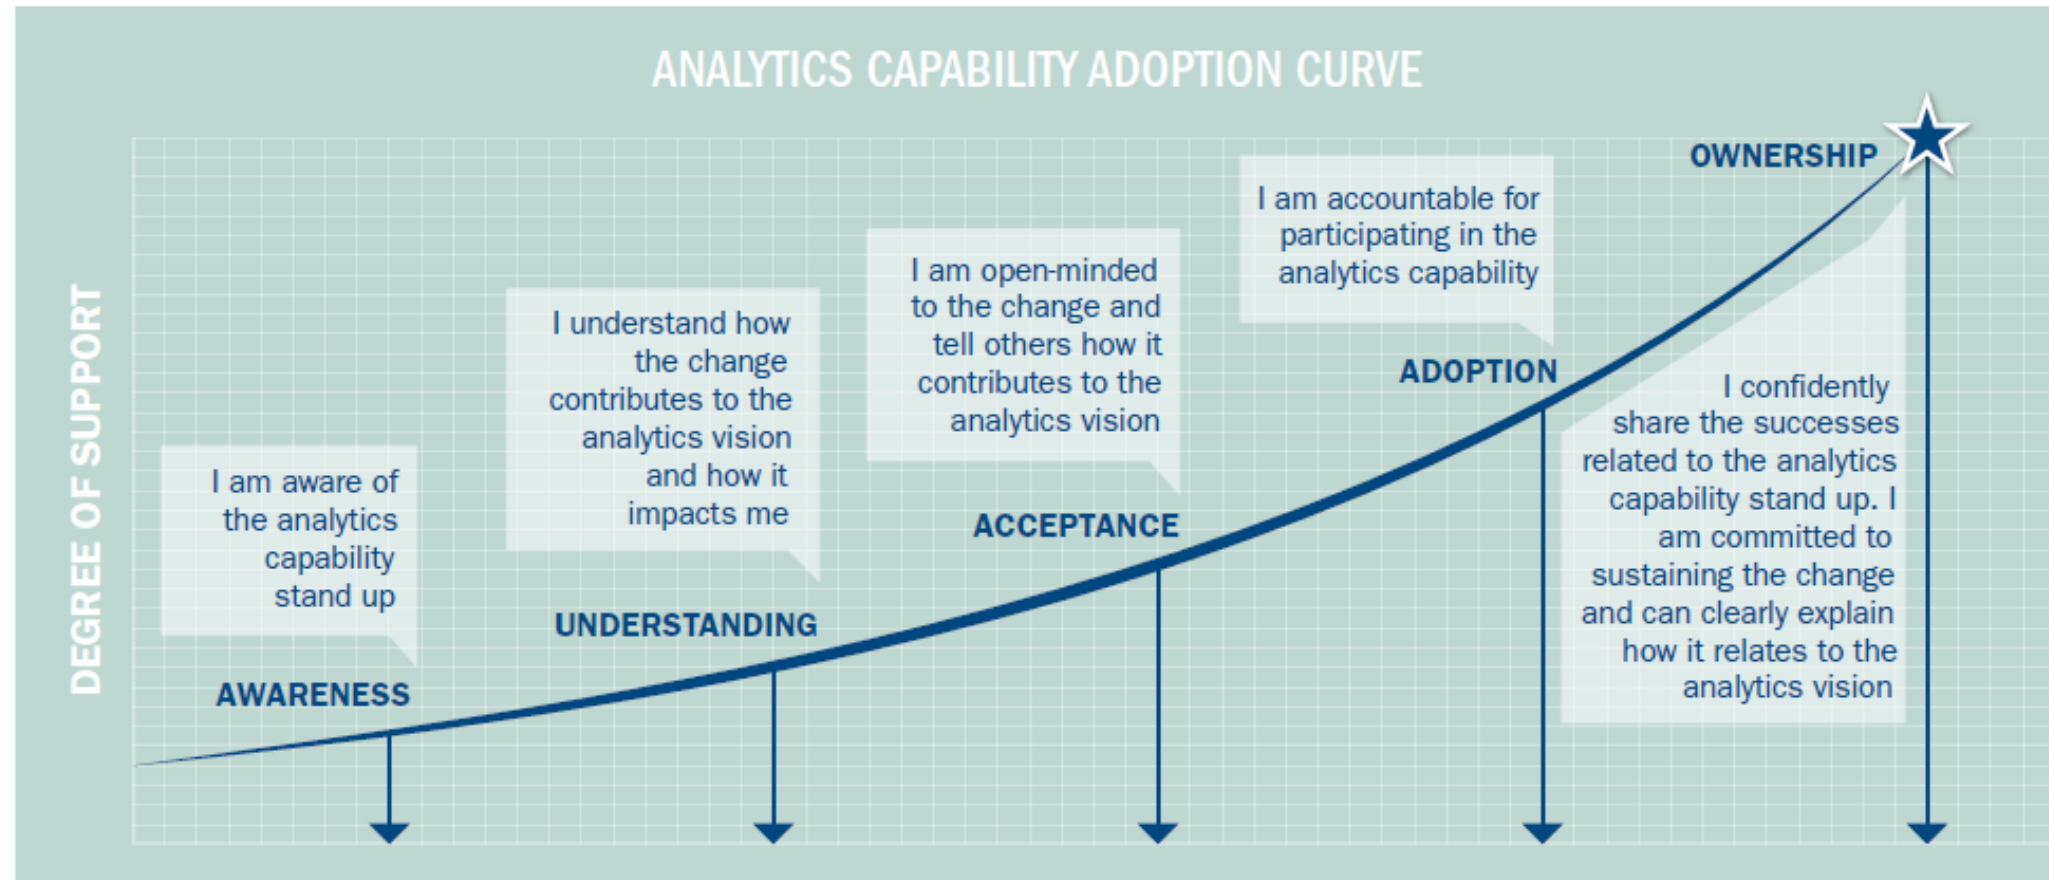 ANALYTICS CAPABILITY ADOPTION CURVE
DEGREE OF SUPPORT
I am aware of
the analytics
capability
stand up
AWARENESS
I understand how
the change
contributes to the
analytics vision
and how it
impacts me
UNDERSTANDING
I am open-minded
to the change and
tell others how it
contributes to the
analytics vision
ACCEPTANCE
I am accountable for
participating in the
analytics capability
ADOPTION
OWNERSHIP
I confidently
share the successes
related to the analytics
capability stand up. I
am committed to
sustaining the change
and can clearly explain
how it relates to the
analytics vision